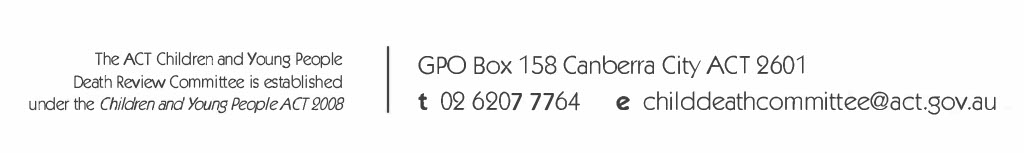 The ACT Children and Young People
Death Review Committee is established
under the Children and Young People ACT 2008
GPO Box 158 Canberra City ACT 2601
t 02 6207 7764 e childdeathcommittee@act.gov.au